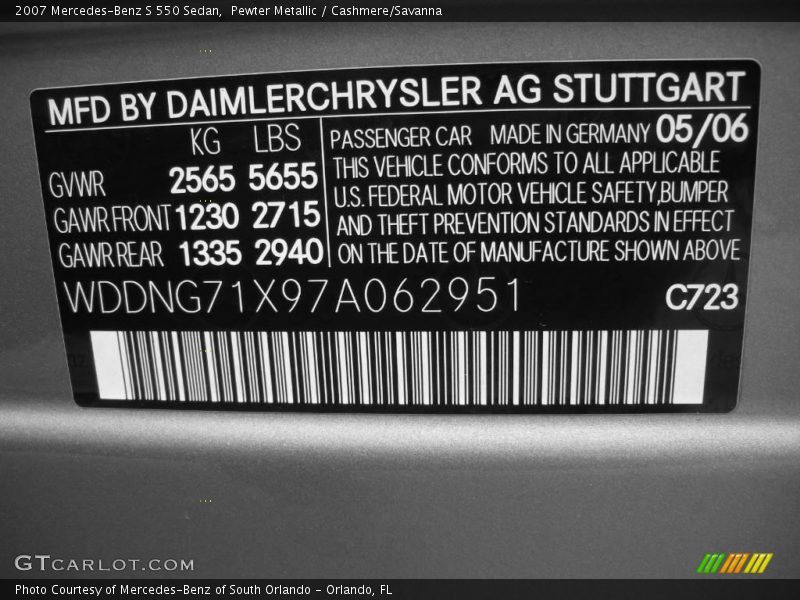 2007 Mercedes-Benz S 550 Sedan,  Pewter Metallic / Cashmere/Savanna
MFD BY DAIMLERCHRYSLER AG STUTTGART
KG LBS
GVWR 2565 5655
GAWR FRONT 1230 2715
GAWR REAR 1335 2940
PASSENGER CAR MADE IN GERMANY 05/06
THIS VEHICLE CONFORMS TO ALL APPLICABLE
U.S. FEDERAL MOTOR VEHICLE SAFETY,BUMPER
AND THEFT PREVENTION STANDARDS IN EFFECT
ON THE DATE OF MANUFACTURE SHOWN ABOVE
WDDNG71X97A062951 C723
GTCARLOT.COM
Photo Courtesy of Mercedes-Benz of South Orlando - Orlando, FL